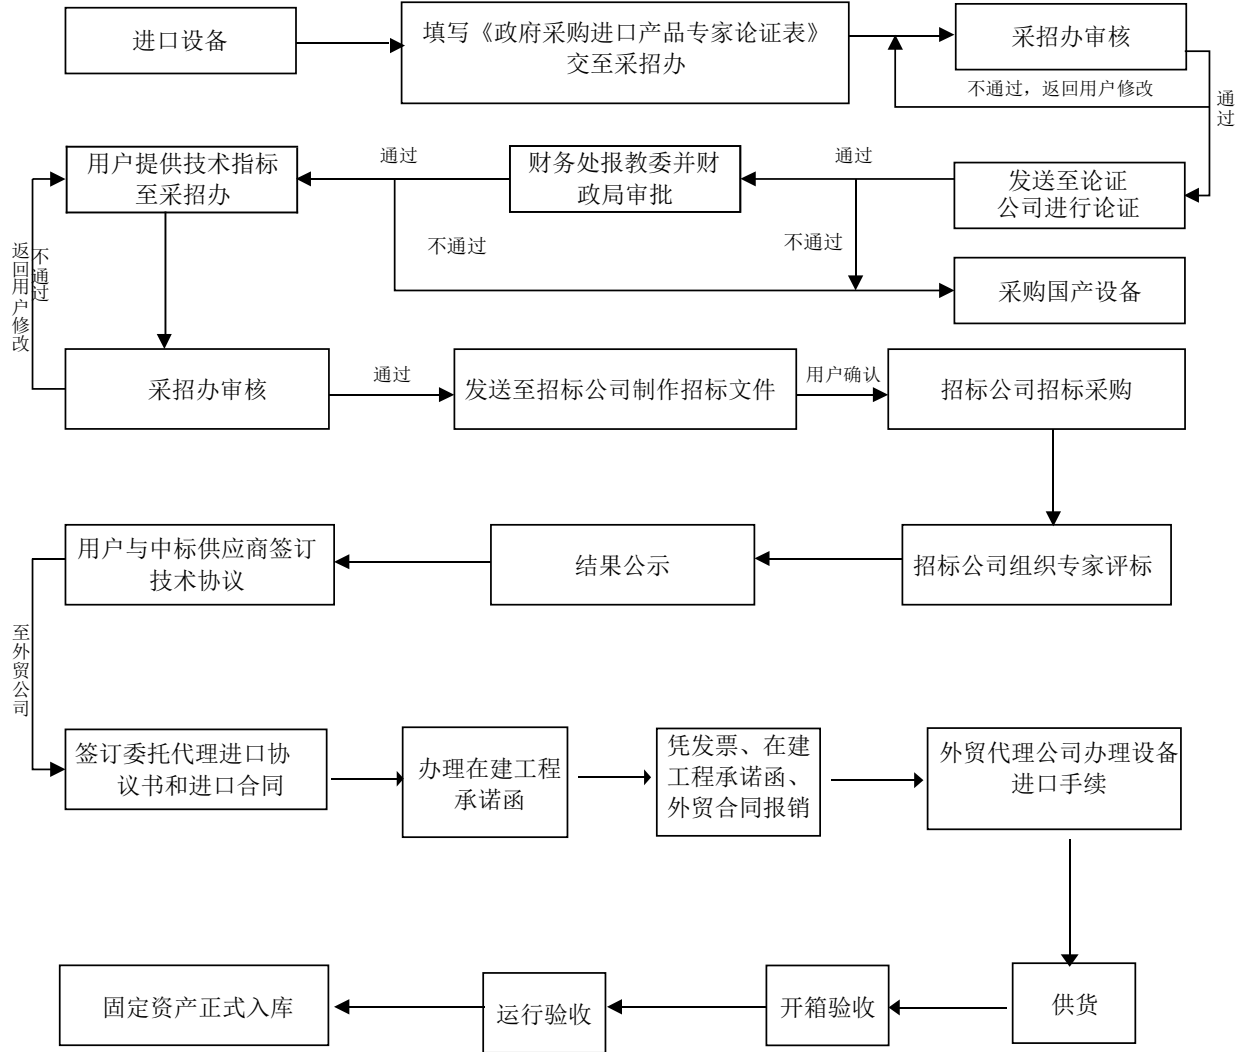 进口设备
填写《政府采购进口产品专家论证表》
交至采招办
采招办审核
不通过，返回用户修改
通过
用户提供技术指标
至采招办
通过
财务处报教委并财
政局审批
通过
发送至论证
公司进行论证
不通过
返回用户修改
不通过
不通过
采购国产设备
采招办审核
通过
发送至招标公司制作招标文件
用户确认
招标公司招标采购
用户与中标供应商签订
技术协议
结果公示
招标公司组织专家评标
至外贸公司
签订委托代理进口协
议书和进口合同
办理在建工程
承诺函
凭发票、在建
工程承诺函、
外贸合同报销
外贸代理公司办理设备
进口手续
固定资产正式入库
运行验收
开箱验收
供货